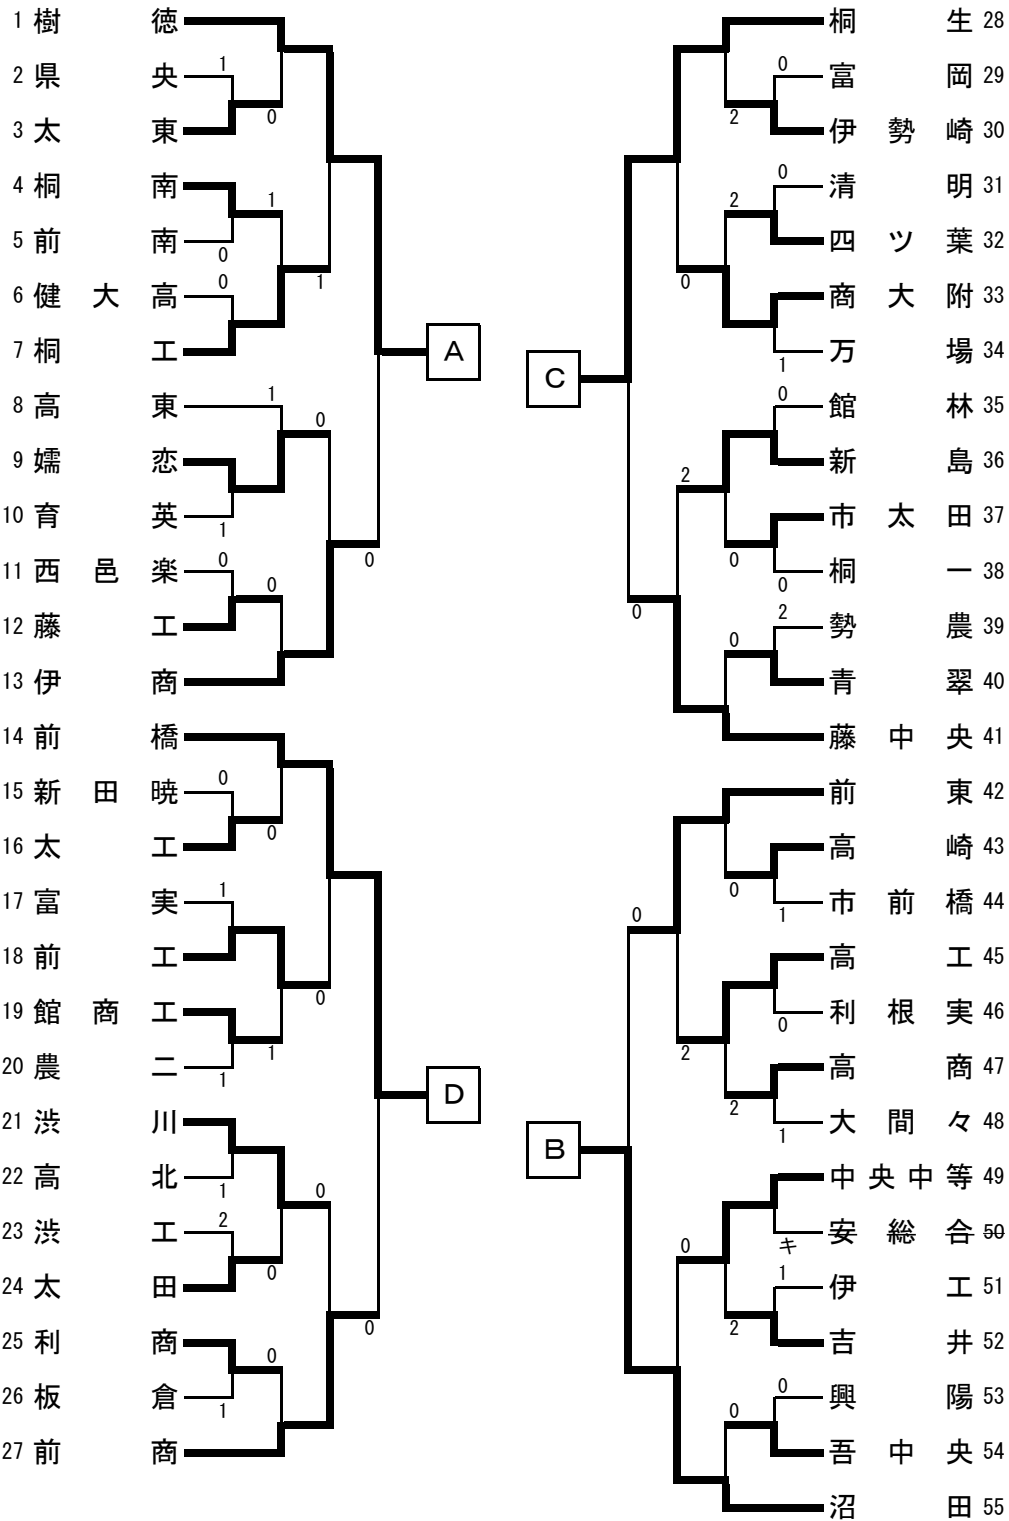 1 樹徳
2 県央
3 太東
4 桐南
5 前南
6 健大高
7 桐工
8 高東
9 嬬恋
10 育英
11 西邑楽
12 藤工
13 伊商
14 前橋
15 新田暁
16 太工
17 富実
18 前工
19 館商工
20 農二
21 渋川
22 高北
23 渋工
24 太田
25 利商
26 板倉
27 前商
1
0
1
0
0
1
1
0
1
0
0
0
0
0
1
0
1
1
1
0
2
0
0
1
0
A
D
C
B
桐生 28
富岡 29
伊勢崎 30
清明 31
四ツ葉 32
商大附 33
万場 34
館林 35
新島 36
市太田 37
桐一 38
勢農 39
青翠 40
藤中央 41
前東 42
高崎 43
市前橋 44
高工 45
利根実 46
高商 47
大間々 48
中央中等 49
安総合 50
伊工 51
吉井 52
興陽 53
吾中央 54
沼田 55
0
2
0
2
0
1
0
2
0
0
2
0
0
0
1
0
0
2
2
1
キ
0
1
2
0
0